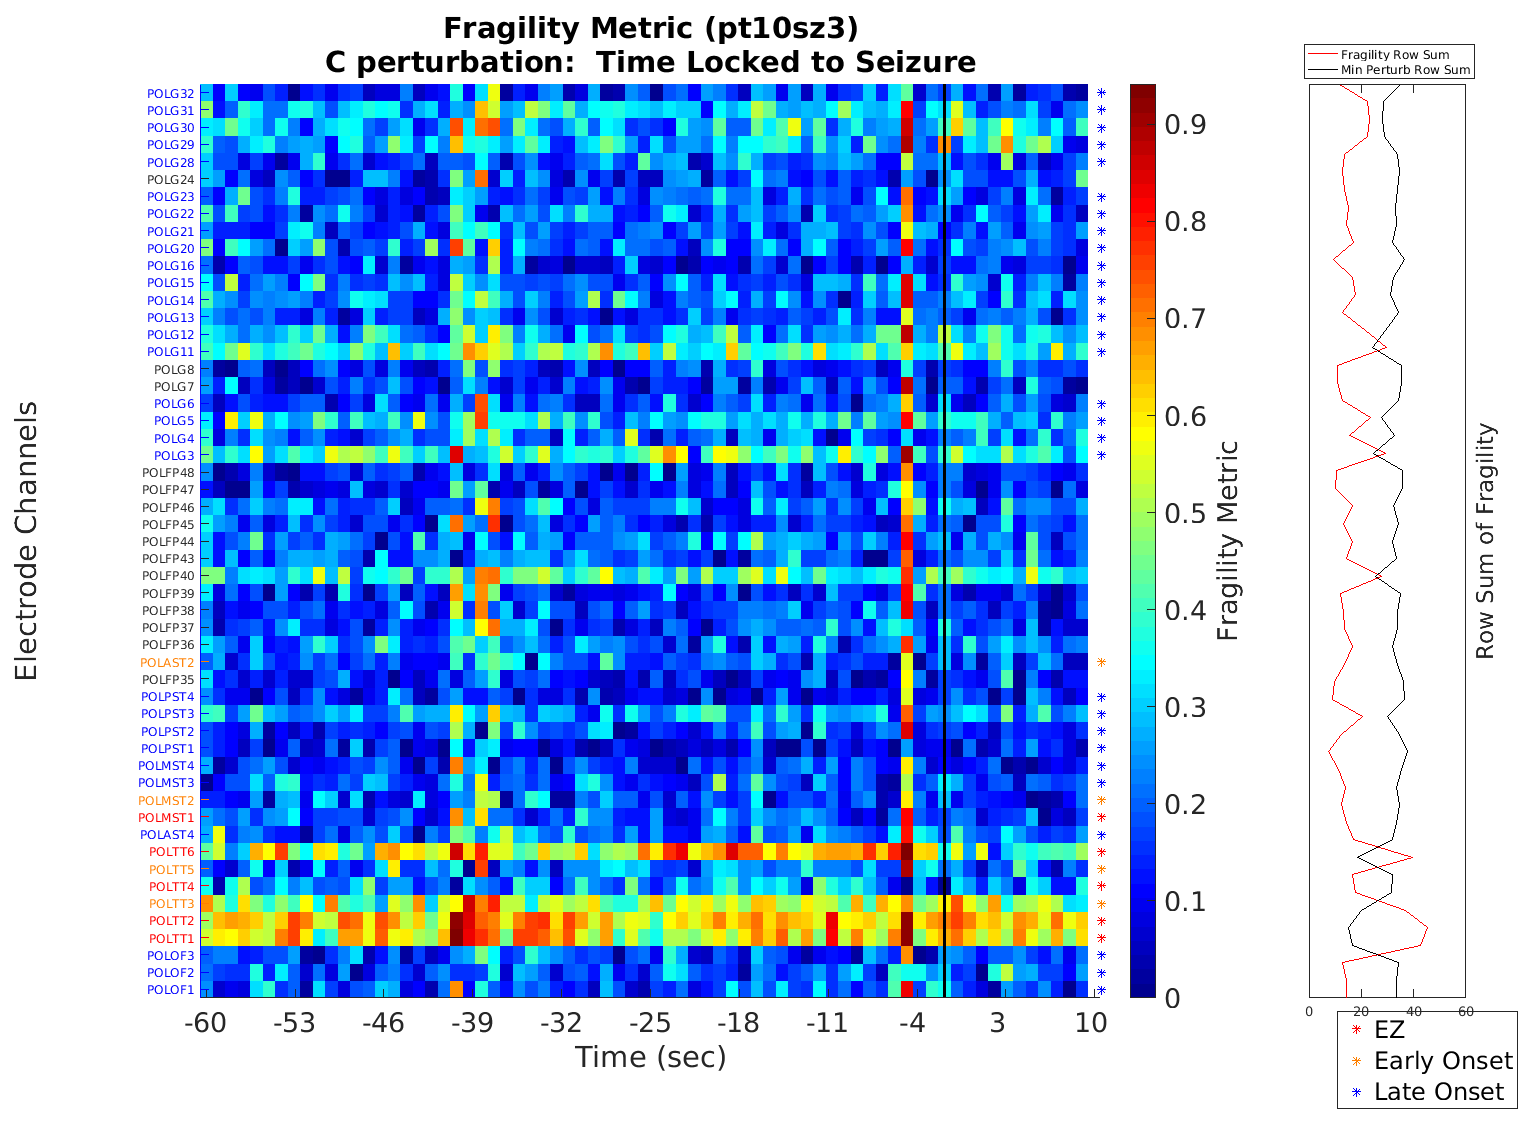 Fragility Metric (pt10sz3)
C perturbation:  Time Locked to Seizure
Electrode Channels
POLG32
POLG31
POLG30
POLG29
POLG28
POLG24
POLG23
POLG22
POLG21
POLG20
POLG16
POLG15
POLG14
POLG13
POLG12
POLG11
POLG8
POLG7
POLG6
POLG5
POLG4
POLG3
POLFP48
POLFP47
POLFP46
POLFP45
POLFP44
POLFP43
POLFP40
POLFP39
POLFP38
POLFP37
POLFP36
POLAST2
POLFP35
POLPST4
POLPST3
POLPST2
POLPST1
POLMST4
POLMST3
POLMST2
POLMST1
POLAST4
POLTT6
POLTT5
POLTT4
POLTT3
POLTT2
POLTT1
POLOF3
POLOF2
POLOF1
-60 -53 -46 -39 -32 -25 -18 -11 -4 3 10
Time (sec)
0.9
0.8
0.7
0.6
0.5
0.4
0.3
0.2
0.1
0
Fragility Metric
Fragility Row Sum
Min Perturb Row Sum
0 20 40 60
Row Sum of Fragility
EZ
Early Onset
Late Onset